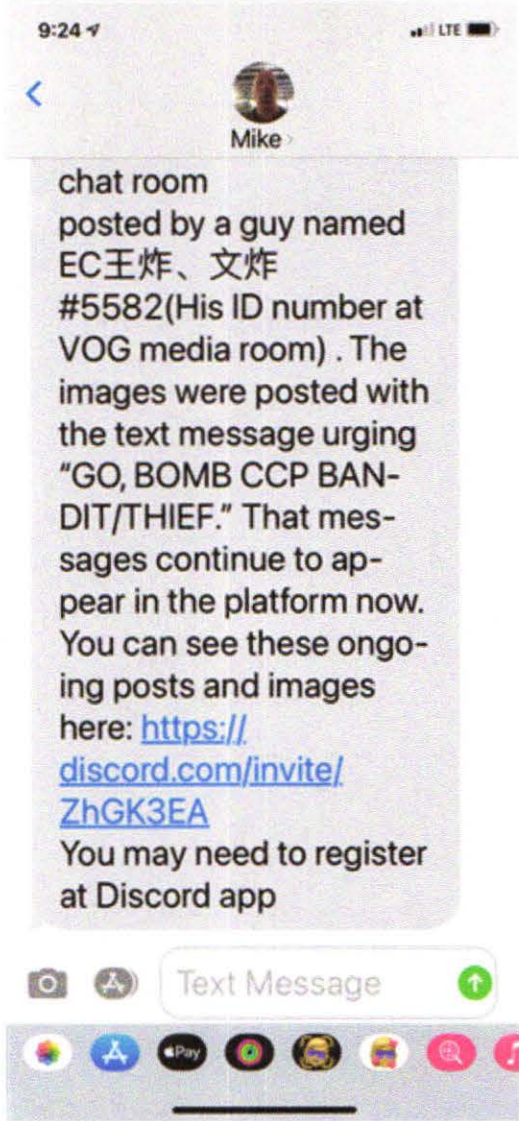 9:24
LTE
Mike
chat room
posted by a guy named
EC王炸、文炸
#5582(His ID number at
VOG media room) . The
images were posted with
the text message urging
“GO, BOMB CCP BAN-
DIT/THIEF.” That mes-
sages continue to ap-
pear in the platform now.
You can see these ongo-
ing posts and images
here: https://
discord.com/invite/
ZhGK3EA
You may need to register
at Discord app
Text Message
Pay